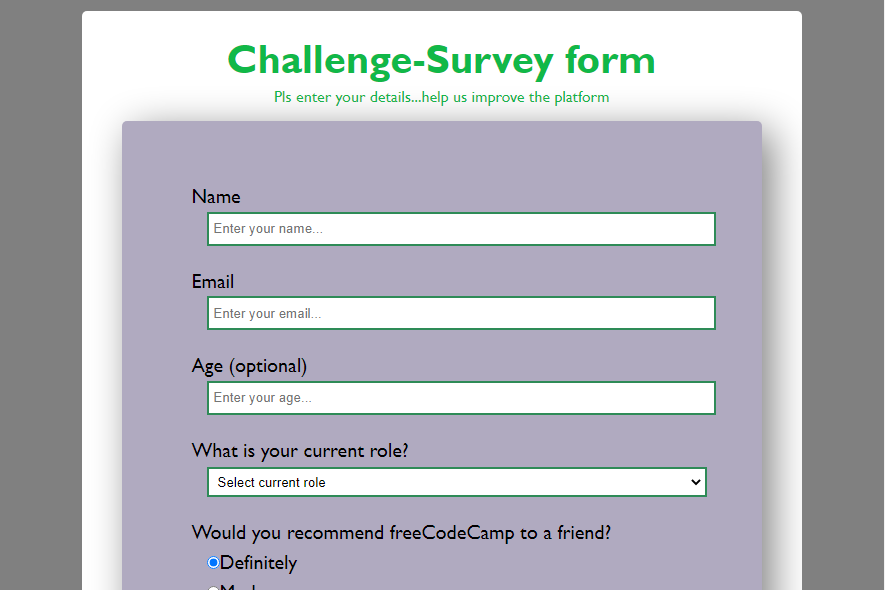 Challenge-Survey form
Pls enter your details...help us improve the platform
Name
Enter your name...
Email
Enter your email...
Age (optional)
Enter your age...
What is your current role?
Select current role
Would you recommend freeCodeCamp to a friend?
Definitely